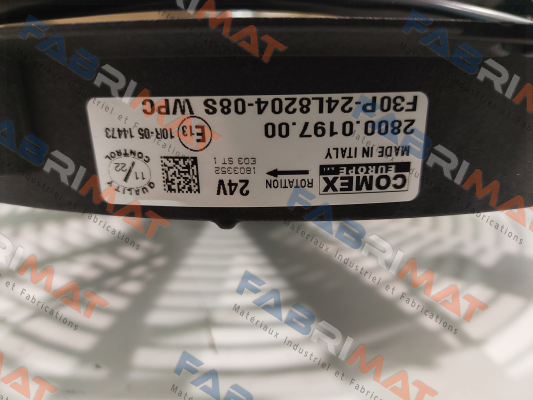 COMEX
EUROPE S.r.l.
MADE IN ITALY
2800.0197.00
F30P-24L8204-08S WPC
ROTATION
24V
1803352
E03 ST 1
E13
10R-05 14473
QUALITY
11/22
CONTROL
FABRIMAT
Matériaux Industriel et Fabrications